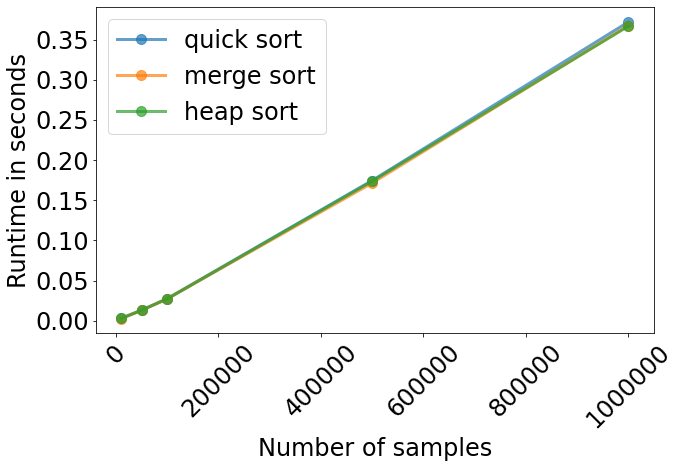 quick sort
merge sort
heap sort
Runtime in seconds
0.35
0.30
0.25
0.20
0.15
0.10
0.05
0.00
0
200000
400000
600000
800000
1000000
Number of samples